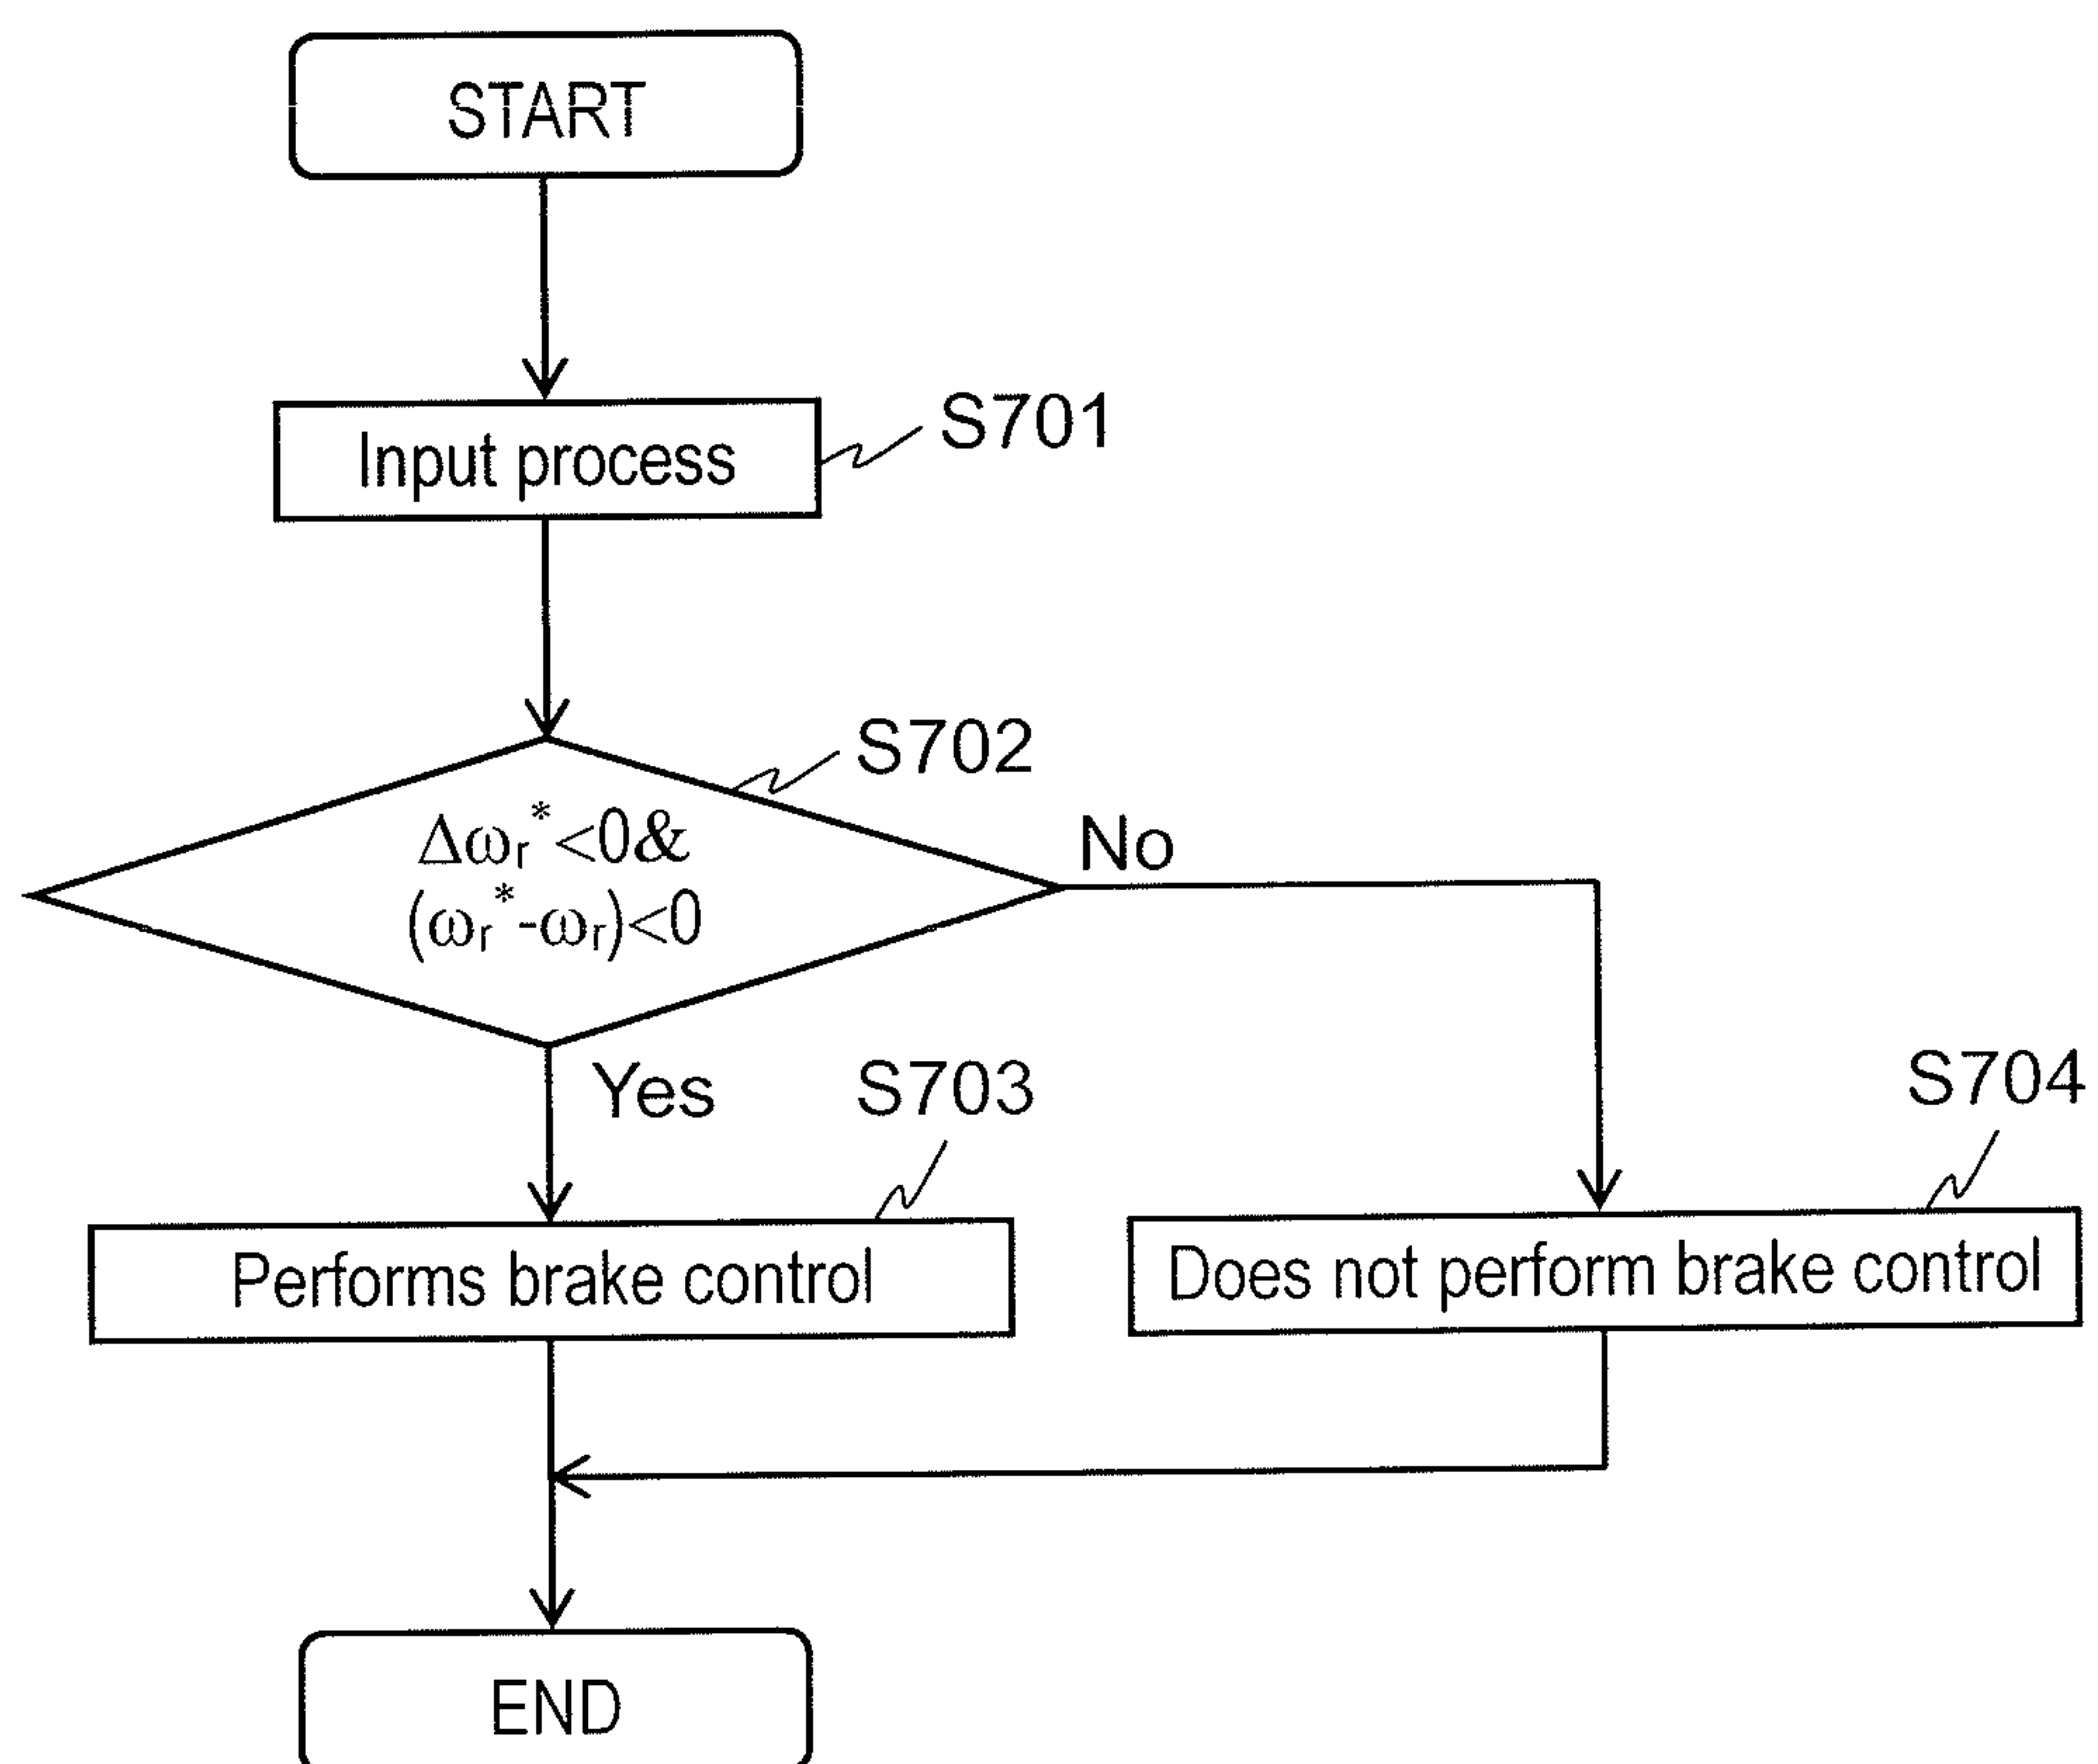 START
Input process
S701
S702
Δωr*<0&
(ωr*-ωr)<0
No
Yes
S703
S704
Performs brake control
Does not perform brake control
END